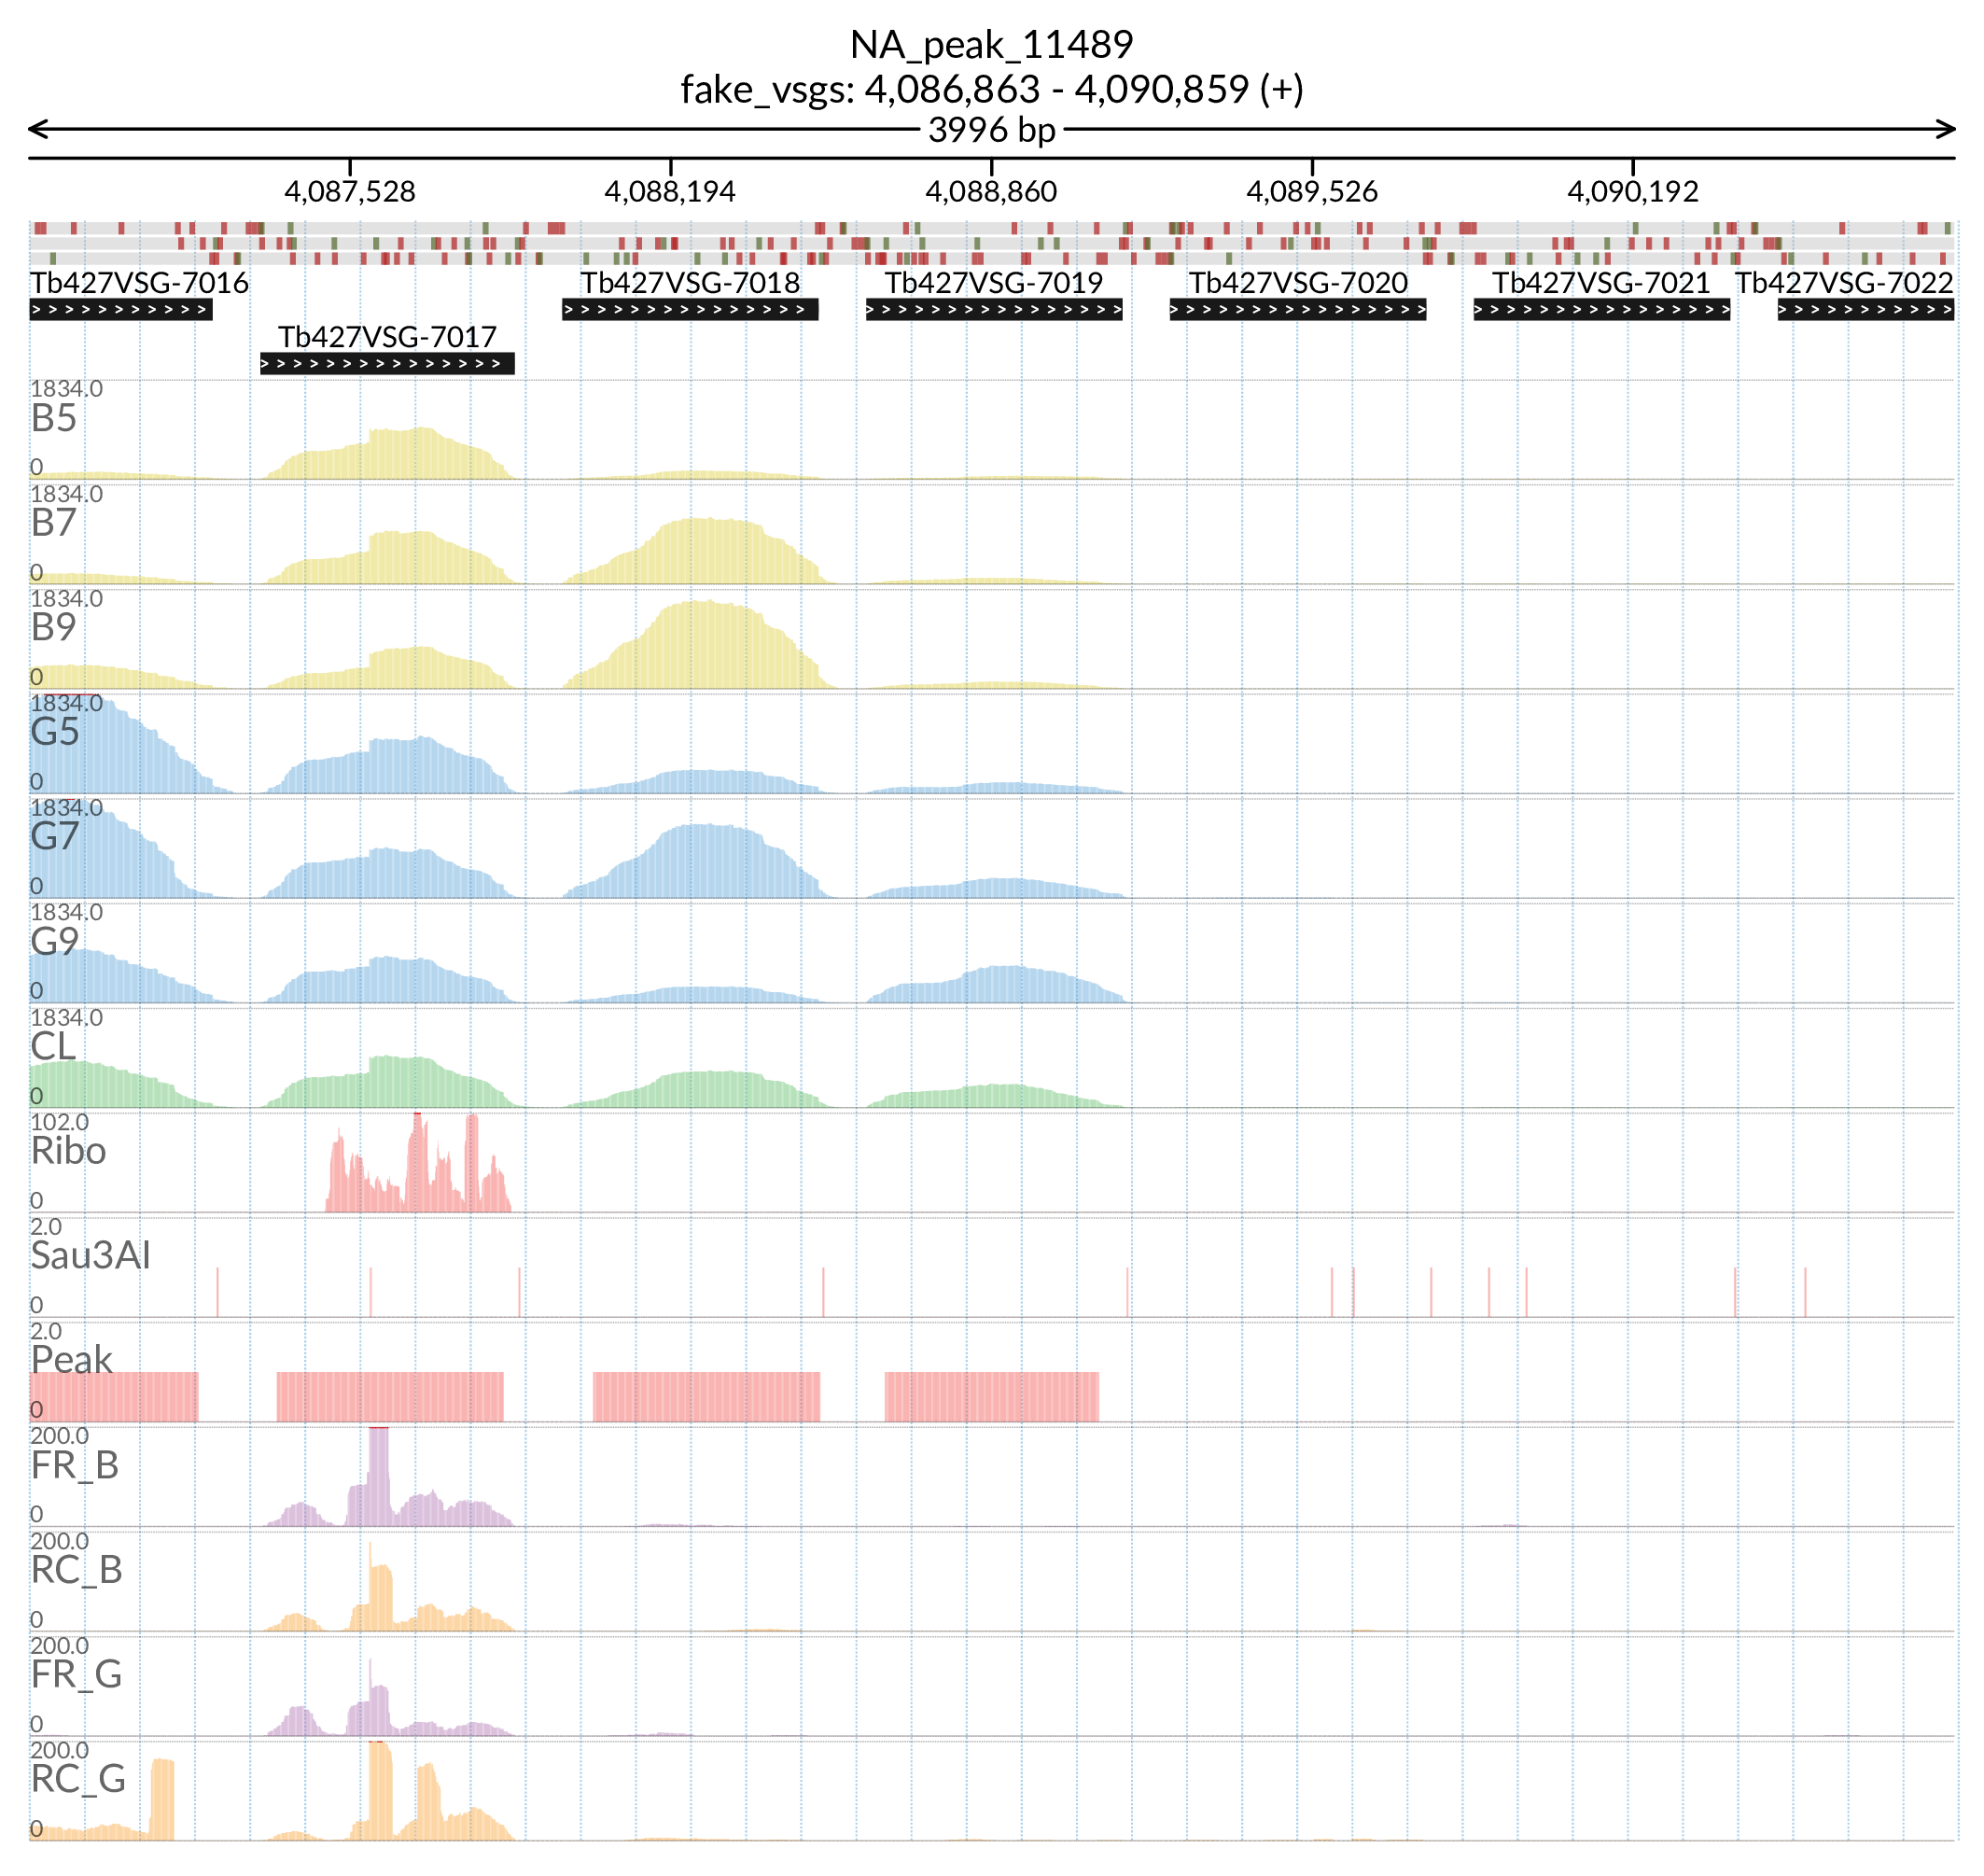 NA_peak_11489
fake_vsgs: 4,086,863 - 4,090,859 (+)
3996 bp
4,087,528 4,088,194 4,088,860 4,089,526 4,090,192
Tb427VSG-7016 Tb427VSG-7018 Tb427VSG-7019 Tb427VSG-7020 Tb427VSG-7021 Tb427VSG-7022
Tb427VSG-7017
1834.0
B5
0
1834.0
B7
0
1834.0
B9
0
1834.0
G5
0
1834.0
G7
0
1834.0
G9
0
1834.0
CL
0
102.0
Ribo
0
2.0
Sau3AI
0
2.0
Peak
0
200.0
FR_B
0
200.0
RC_B
0
200.0
FR_G
0
200.0
RC_G
0